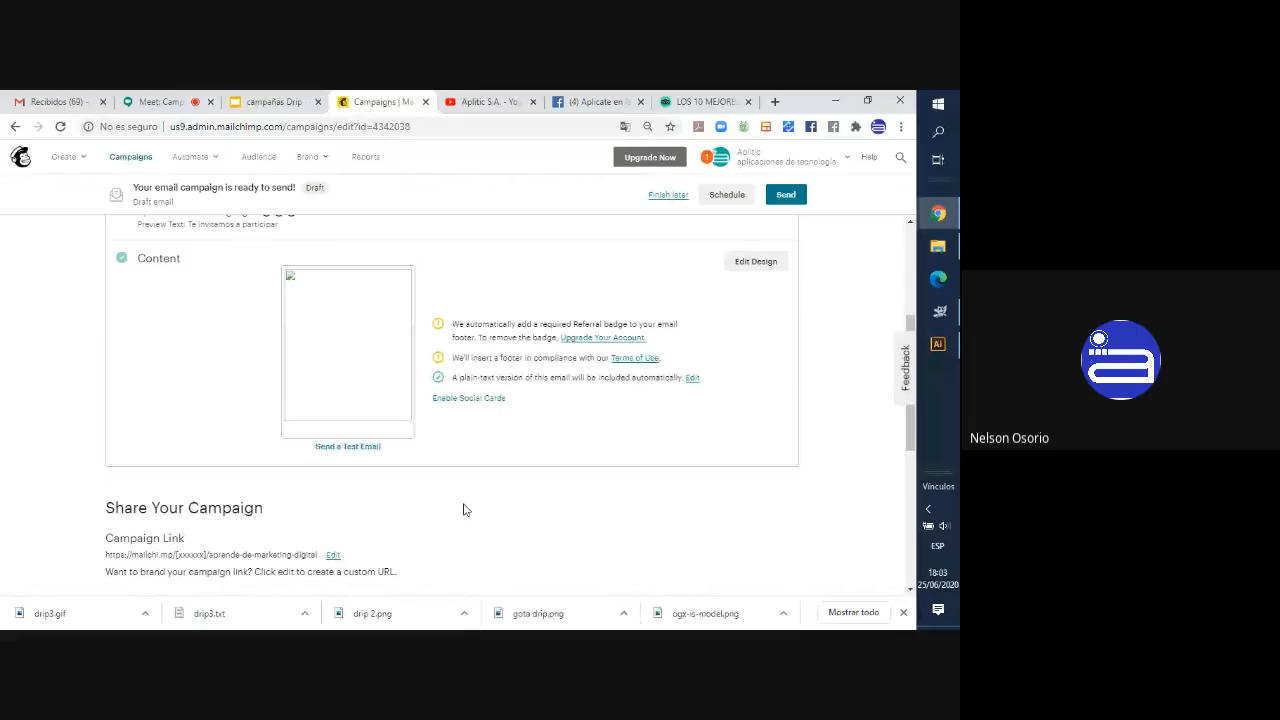 Recibidos (69) -
Meet: Camp
campañas Drip
Campaigns | Ma
Aplitic S.A. - Yo
(4) Aplicate en l
LOS 10 MEJORE
No es seguro
us9.admin.mailchimp.com/campaigns/edit?id=4342038
Create
Campaigns
Automate
Audience
Brand
Reports
Upgrade Now
1
Aplitic
aplicaciones de tecnología
Help
Your email campaign is ready to send!
Draft
Draft email
Finish later
Schedule
Send
Preview Text: Te invitamos a participar
Content
Edit Design
We automatically add a required Referral badge to your email
footer. To remove the badge, Upgrade Your Account.
We'll insert a footer in compliance with our Terms of Use.
A plain-text version of this email will be included automatically. Edit
Enable Social Cards
Send a Test Email
Feedback
Share Your Campaign
Campaign Link
https://mailchi.mp/[xxxxxx]/aprende-de-marketing-digital Edit
Want to brand your campaign link? Click edit to create a custom URL.
drip3.gif
drip3.txt
drip 2.png
gota drip.png
ogx-is-model.png
Mostrar todo
Ai
Vínculos
ESP
18:03
25/06/2020
Nelson Osorio